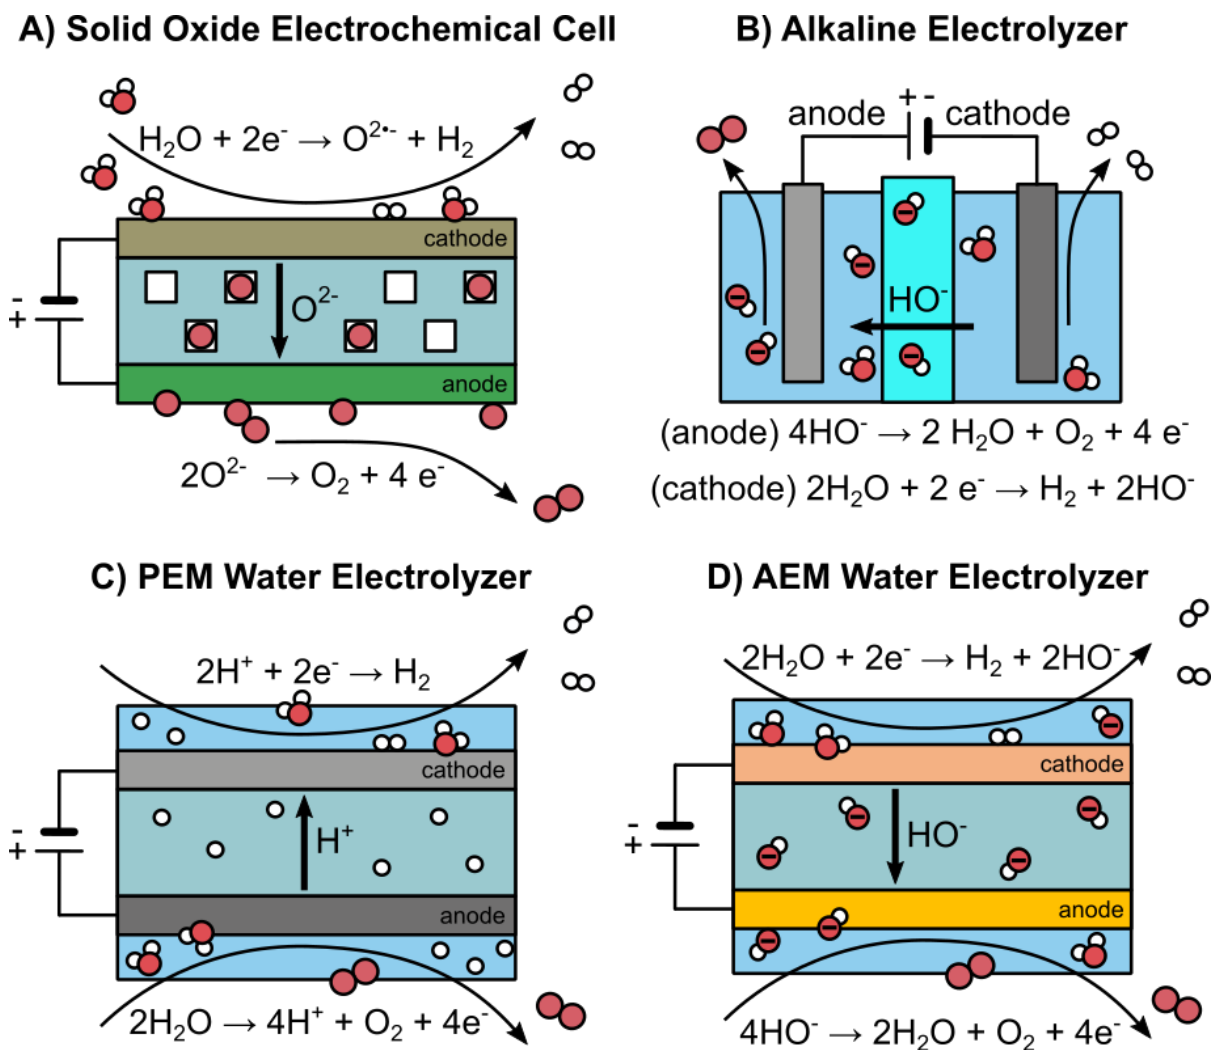 A) Solid Oxide Electrochemical Cell
H₂O + 2e⁻ → O²•⁻ + H₂
cathode
-
+
O²⁻
anode
2O²⁻ → O₂ + 4 e⁻
B) Alkaline Electrolyzer
+ -
anode cathode
HO⁻
(anode) 4HO⁻ → 2 H₂O + O₂ + 4 e⁻
(cathode) 2H₂O + 2 e⁻ → H₂ + 2HO⁻
C) PEM Water Electrolyzer
2H⁺ + 2e⁻ → H₂
cathode
-
+
H⁺
anode
2H₂O → 4H⁺ + O₂ + 4e⁻
D) AEM Water Electrolyzer
2H₂O + 2e⁻ → H₂ + 2HO⁻
cathode
-
+
HO⁻
anode
4HO⁻ → 2H₂O + O₂ + 4e⁻